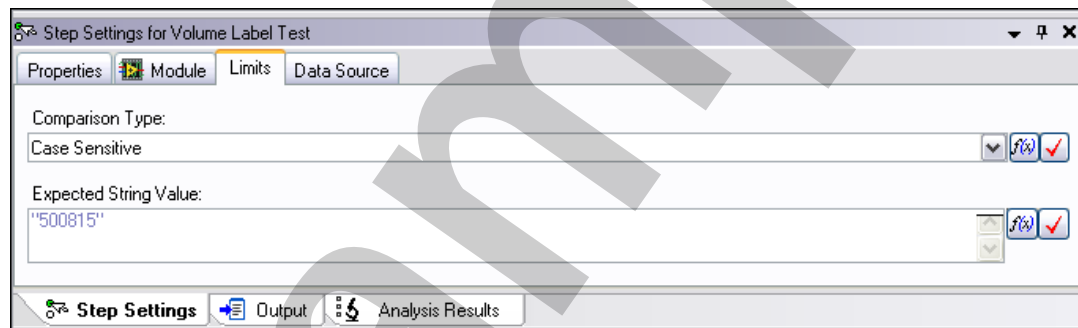 Step Settings for Volume Label Test
Properties Module Limits Data Source
Comparison Type:
Case Sensitive
f(x)
Expected String Value:
"500815"
f(x)
Step Settings Output Analysis Results